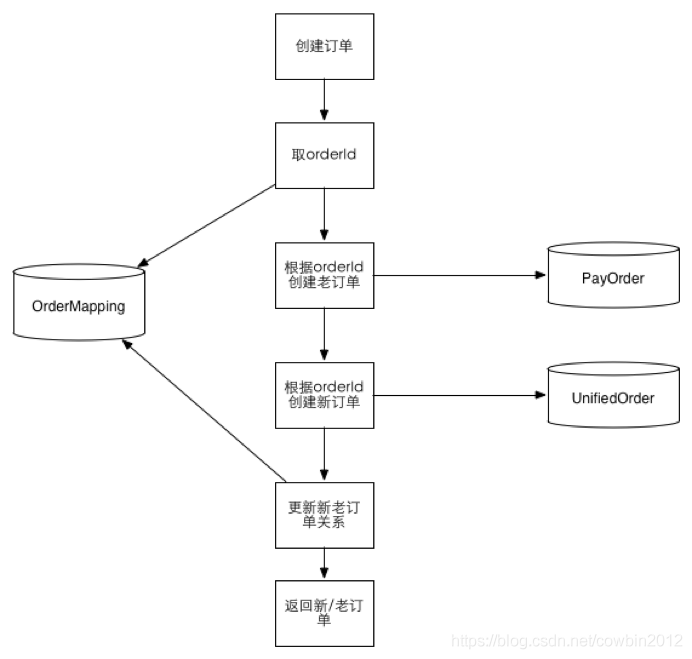 创建订单
取orderId
根据orderId
创建老订单
PayOrder
OrderMapping
根据orderId
创建新订单
UnifiedOrder
更新新老订
单关系
返回新/老订
单
https://blog.csdn.net/cowbin2012